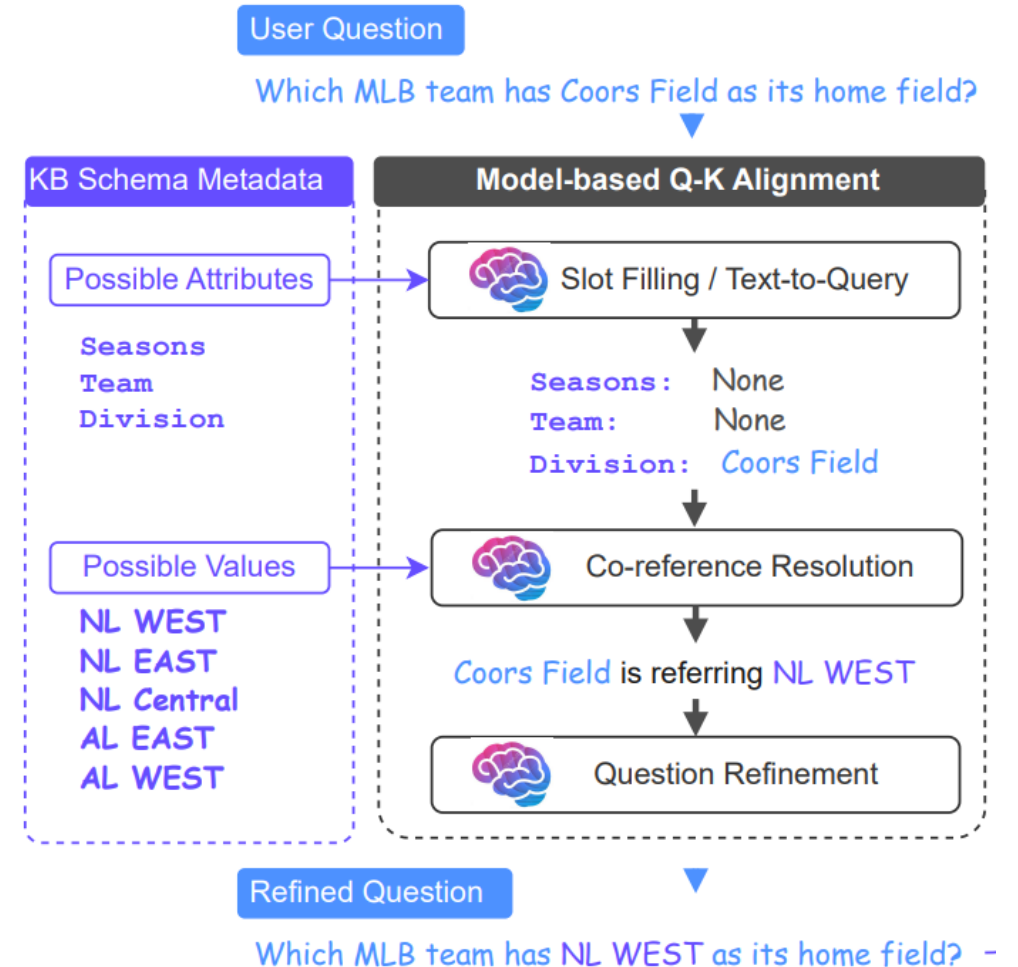 User Question
Which MLB team has Coors Field as its home field?
KB Schema Metadata
Model-based Q-K Alignment
Possible Attributes
Slot Filling / Text-to-Query
Seasons
Team
Division
Seasons: None
Team: None
Division: Coors Field
Possible Values
Co-reference Resolution
NL WEST
NL EAST
NL Central
AL EAST
AL WEST
Coors Field is referring NL WEST
Question Refinement
Refined Question
Which MLB team has NL WEST as its home field?